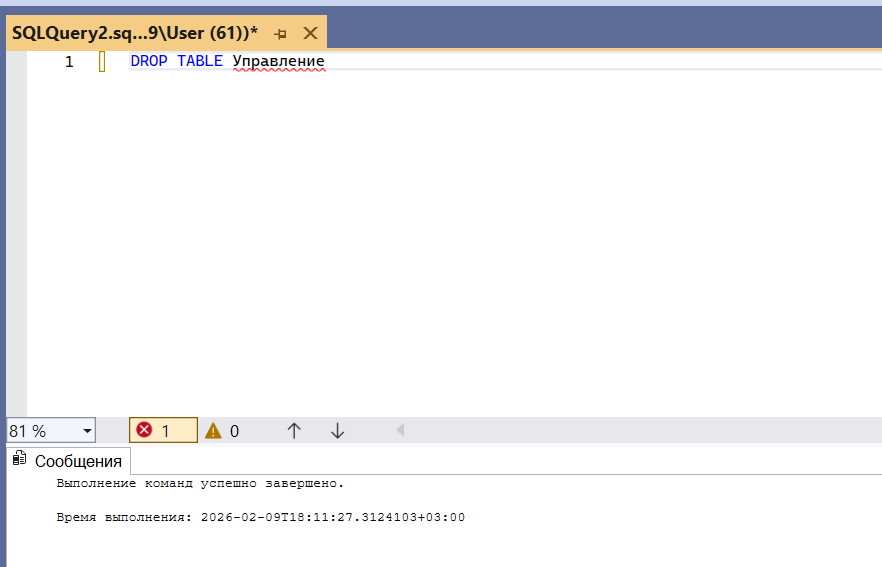 SQLQuery2.sq...9\User (61))*
1 DROP TABLE Управление
81 % 1 0
Сообщения
Выполнение команд успешно завершено.
Время выполнения: 2026-02-09T18:11:27.3124103+03:00